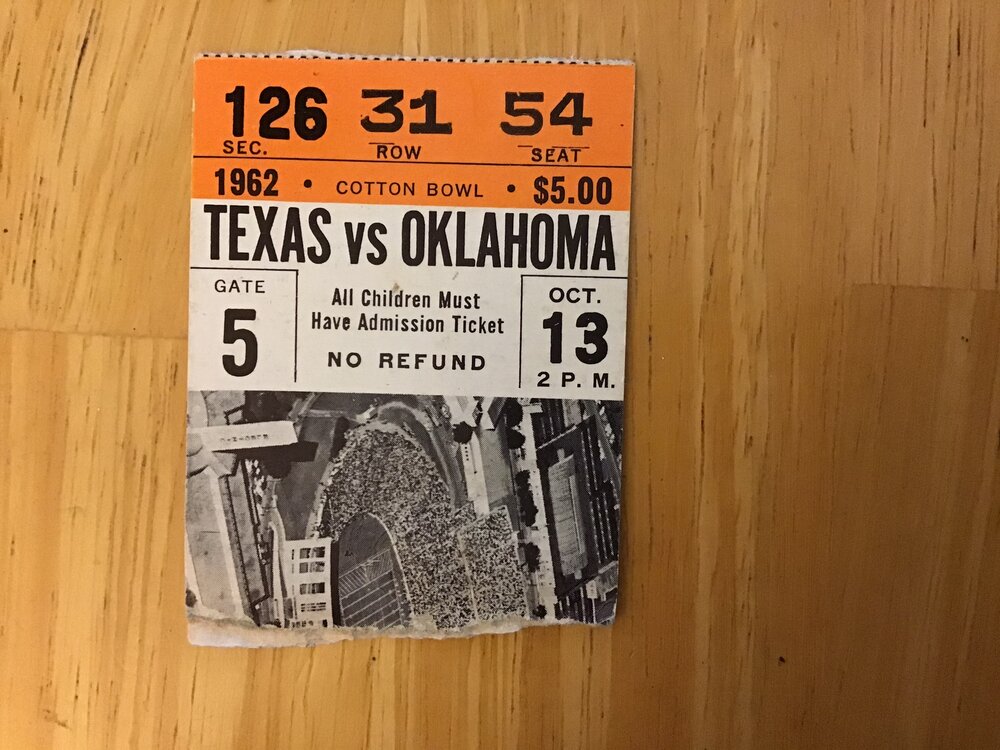 126 31 54
SEC. ROW SEAT
1962 • COTTON BOWL • $5.00
TEXAS VS OKLAHOMA
GATE
5
All Children Must
Have Admission Ticket
NO REFUND
OCT.
13
2 P. M.